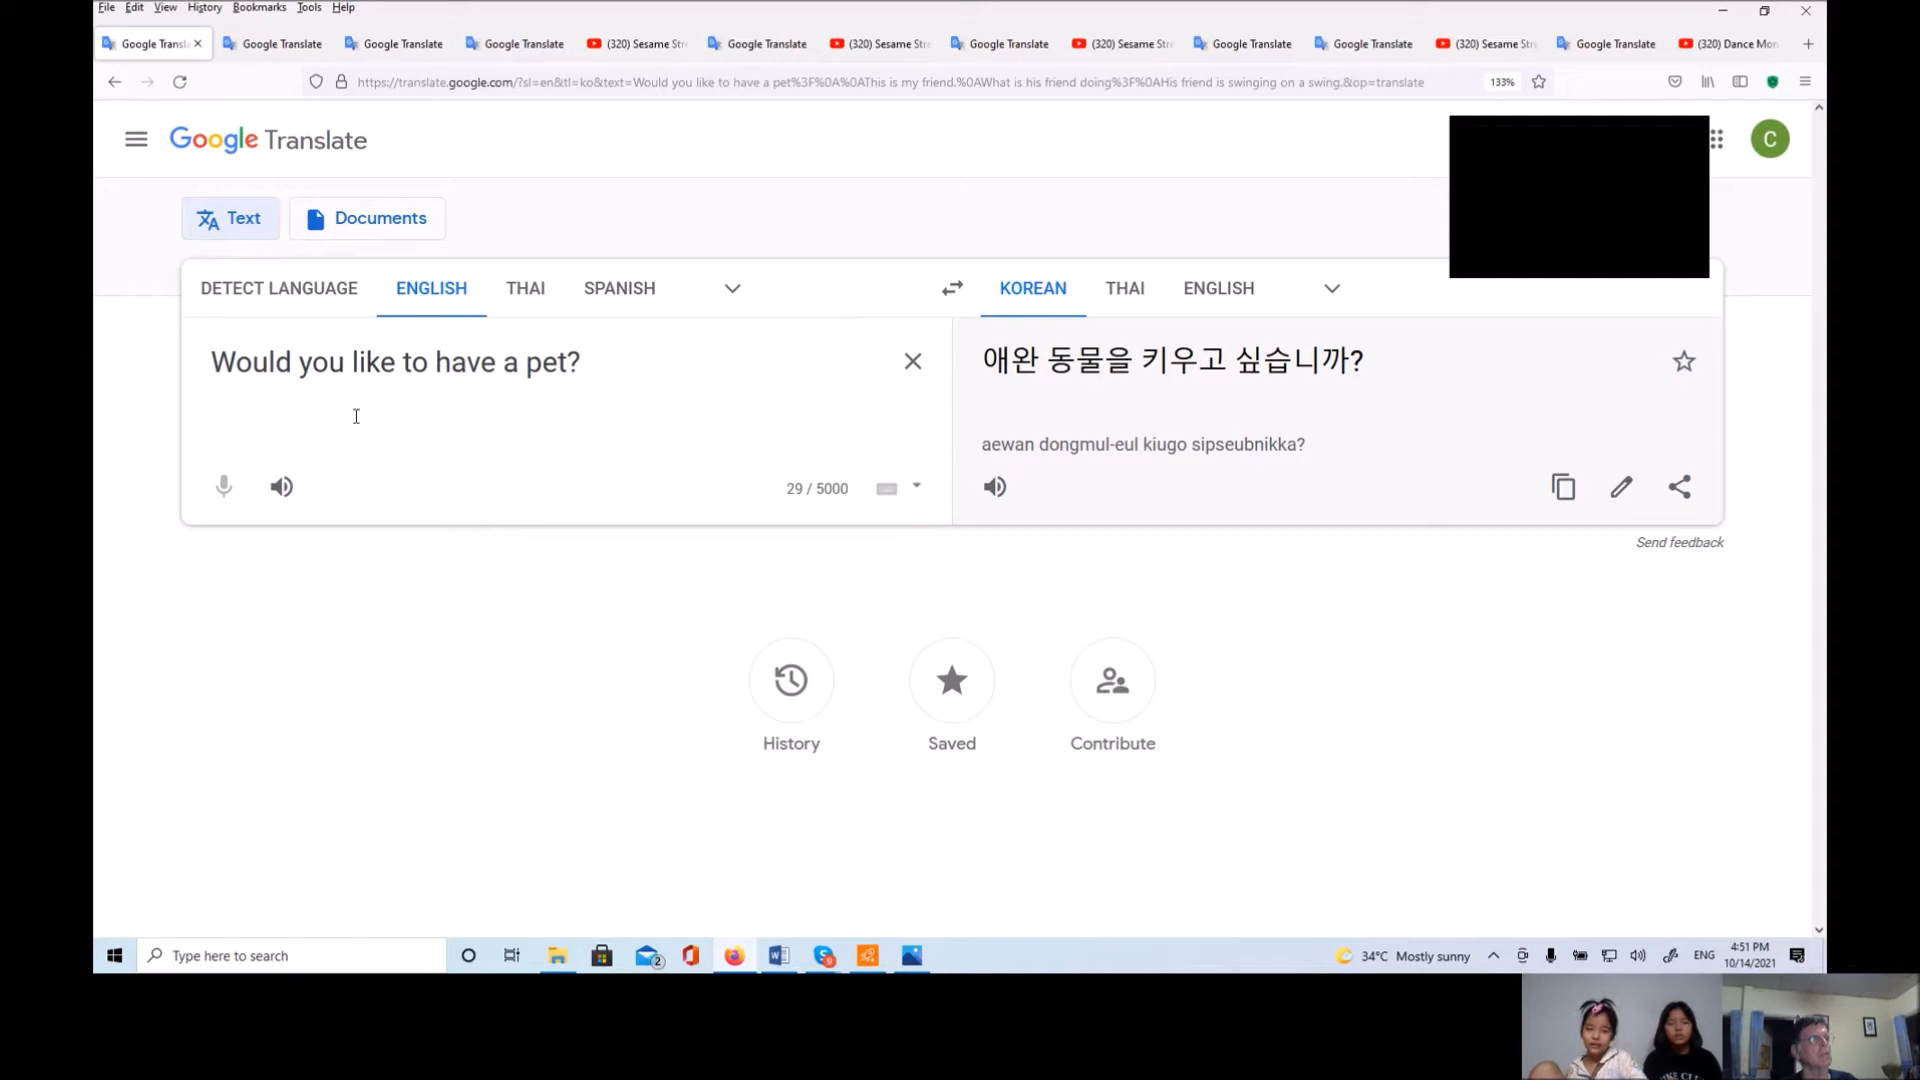 File Edit View History Bookmarks Tools Help
Google Transl
Google Translate
Google Translate
Google Translate
(320) Sesame Str
Google Translate
(320) Sesame Str
Google Translate
(320) Sesame Str
Google Translate
Google Translate
(320) Sesame Str
Google Translate
(320) Dance Mon
https://translate.google.com/?sl=en&tl=ko&text=Would you like to have a pet%3F%0A%0AThis is my friend.%0AWhat is his friend doing%3F%0AHis friend is swinging on a swing.&op=translate
133%
Google Translate
C
Text
Documents
DETECT LANGUAGE ENGLISH THAI SPANISH
KOREAN THAI ENGLISH
Would you like to have a pet?
애완 동물을 키우고 싶습니까?
aewan dongmul-eul kiugo sipseubnikka?
29 / 5000
Send feedback
History
Saved
Contribute
Type here to search
2
9
34°C Mostly sunny
ENG
4:51 PM
10/14/2021